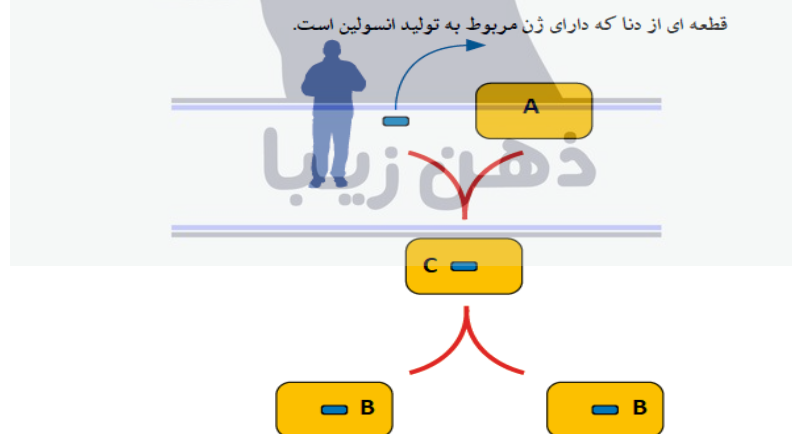 قطعه ای از دنا که دارای ژن مربوط به تولید انسولین است.
A
ذهن زیبا
C
B B